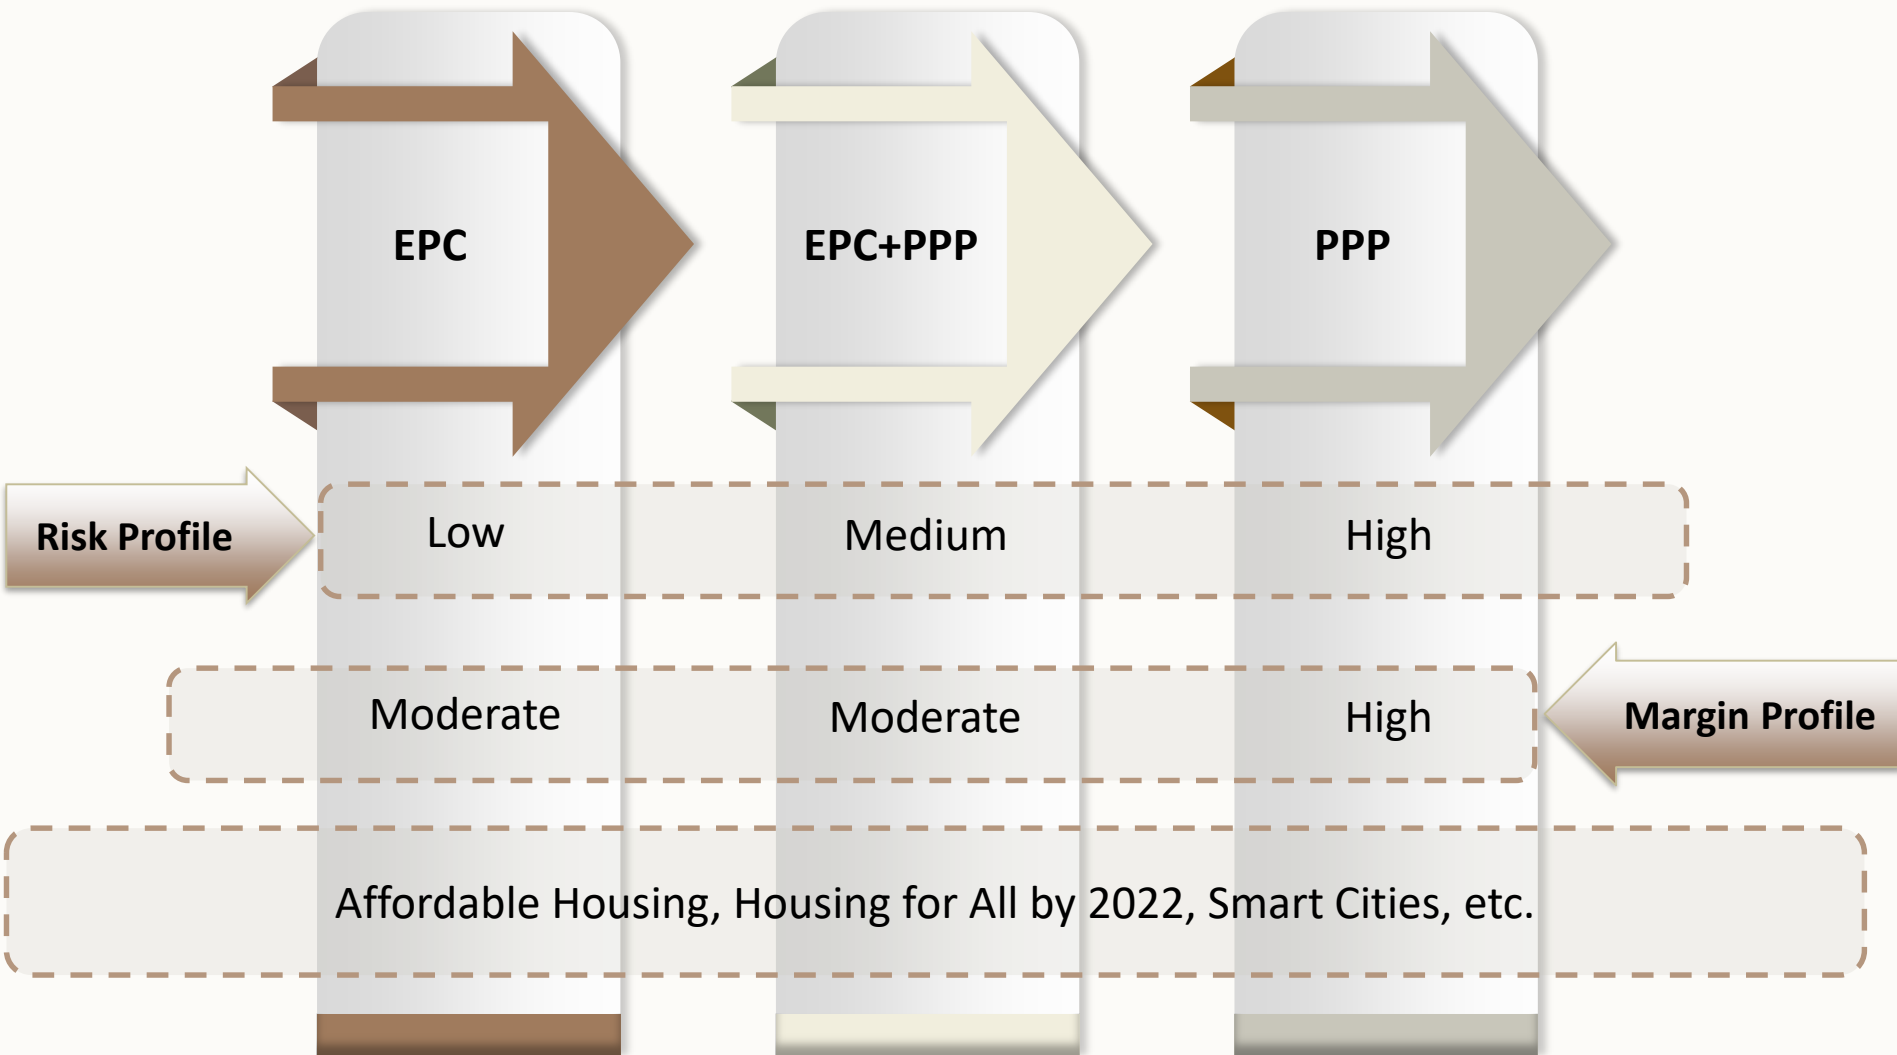 EPC
EPC+PPP
PPP
Risk Profile
Low
Medium
High
Moderate
Moderate
High
Margin Profile
Affordable Housing, Housing for All by 2022, Smart Cities, etc.